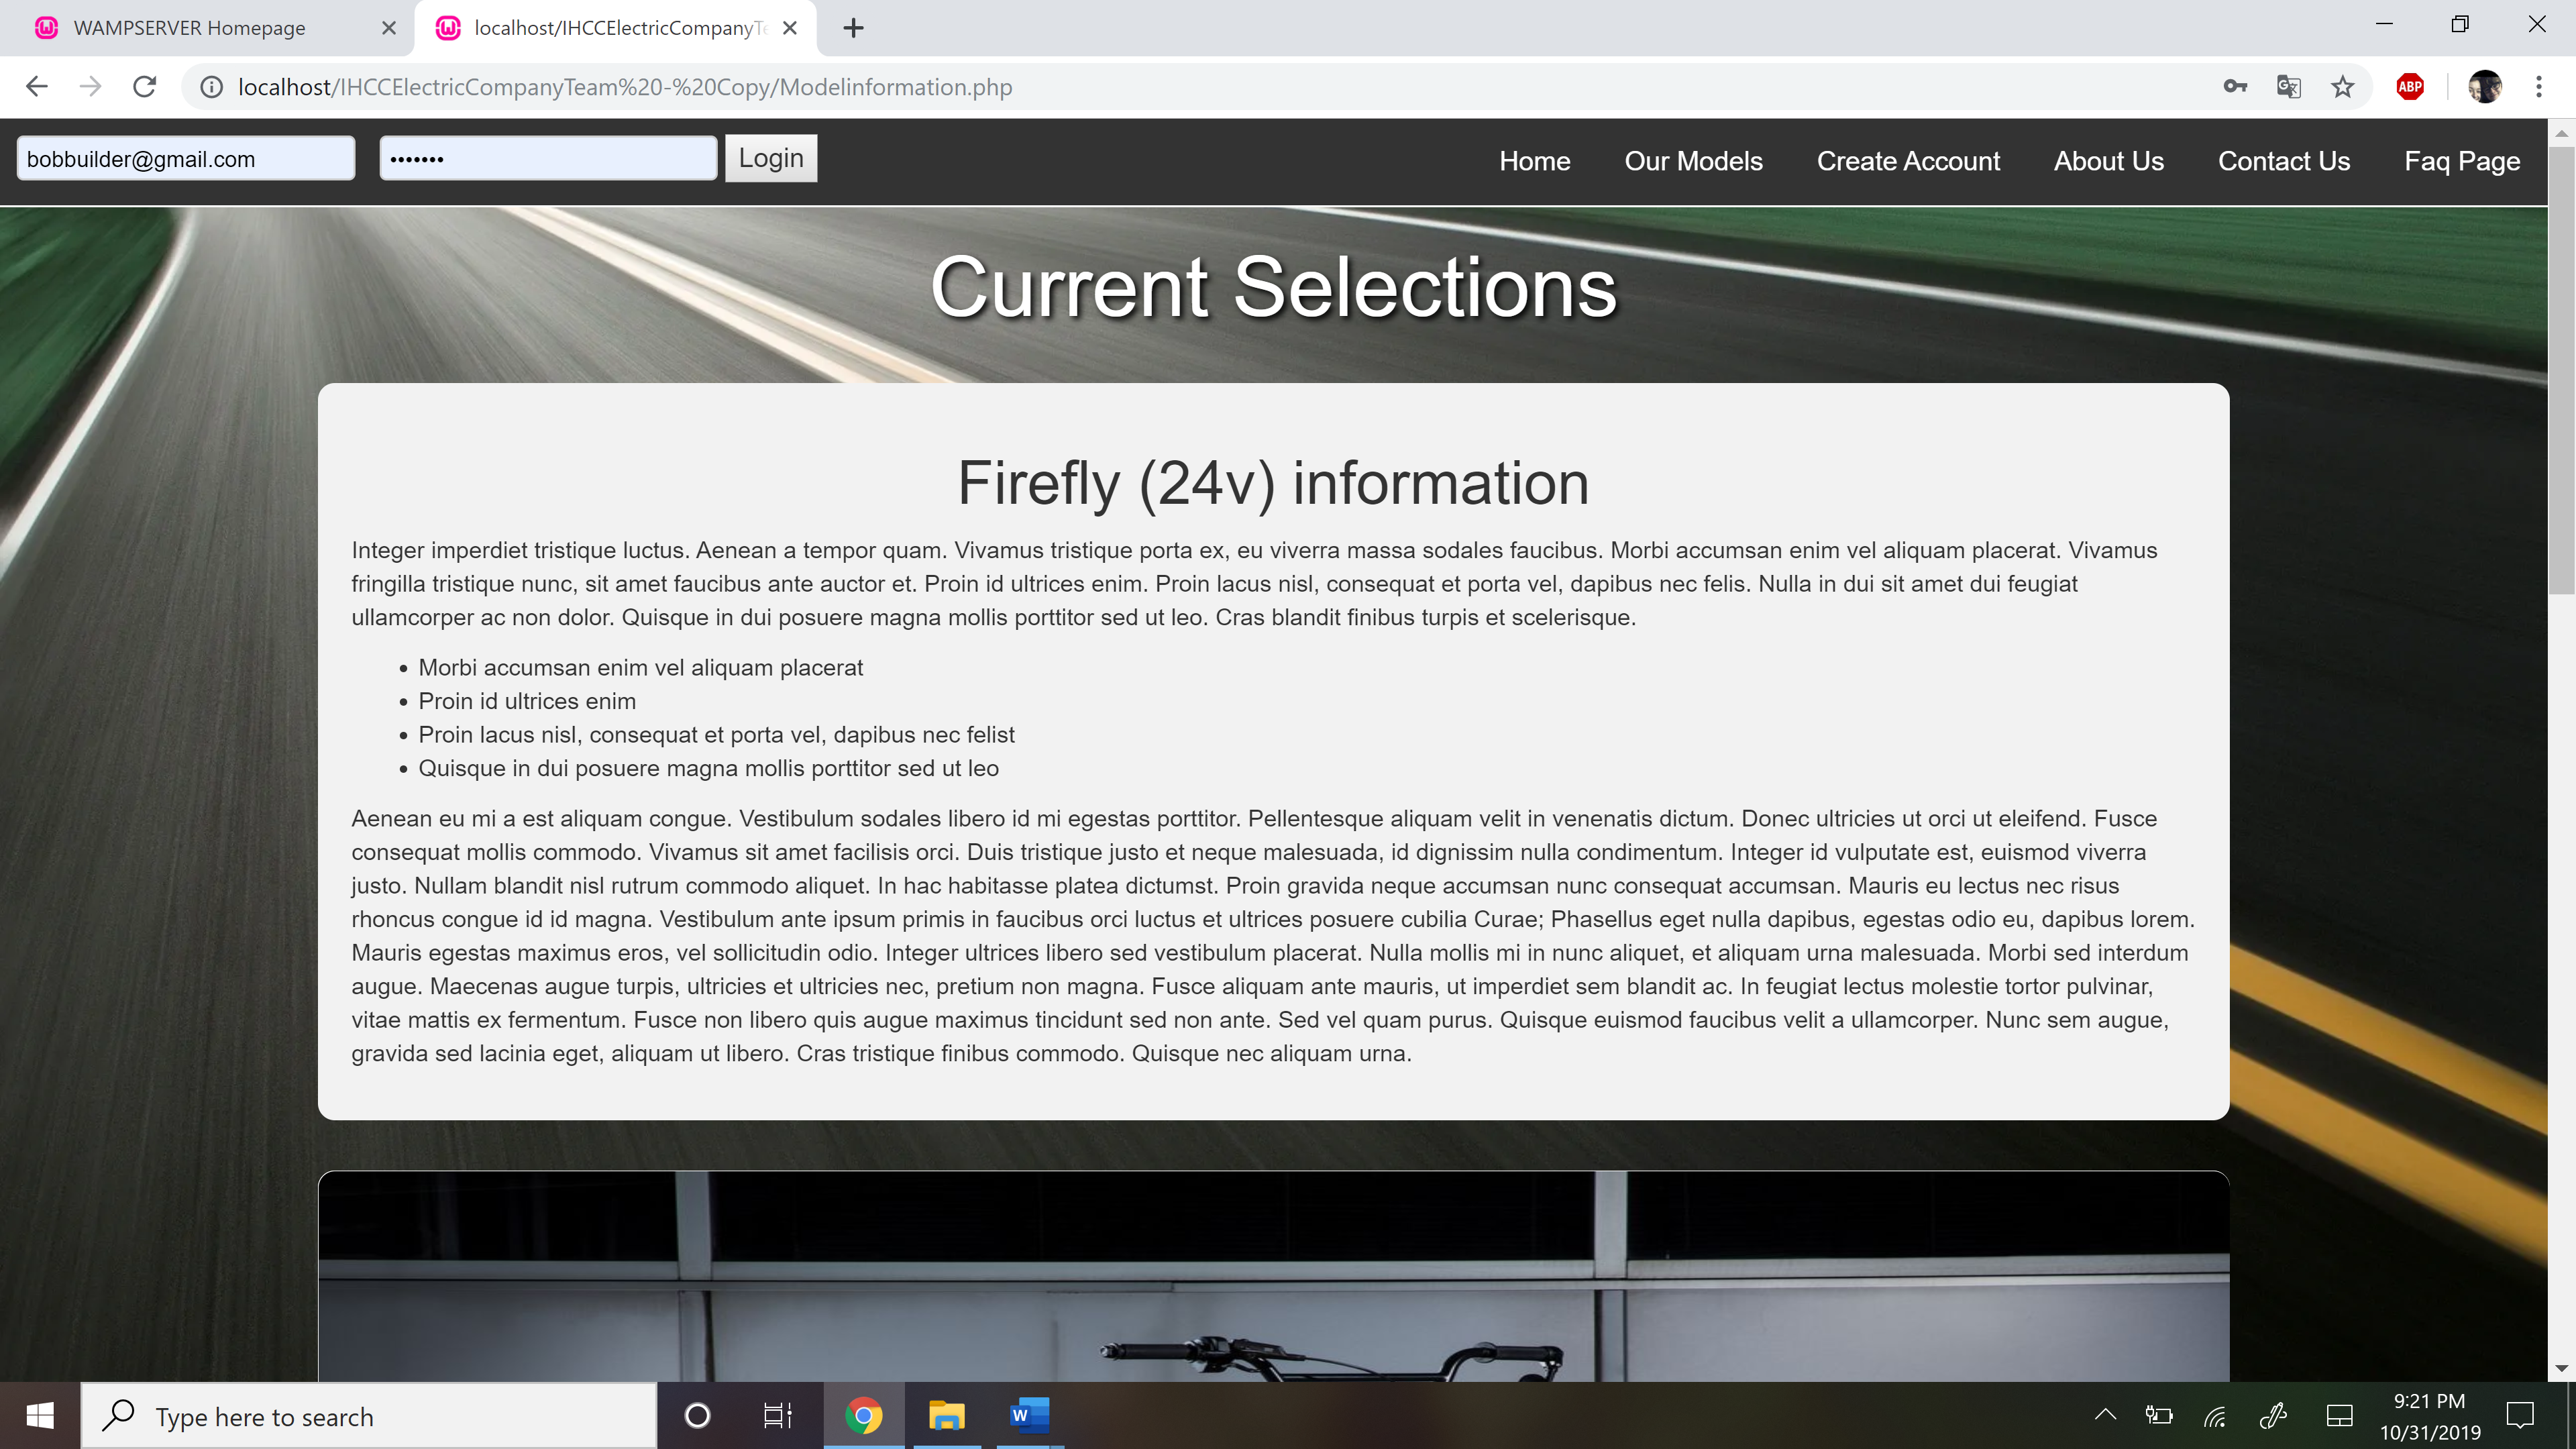 WAMPSERVER Homepage
localhost/IHCCElectricCompanyTe
localhost/IHCCElectricCompanyTeam%20-%20Copy/Modelinformation.php
ABP
bobbuilder@gmail.com
•••••••
Login
Home
Our Models
Create Account
About Us
Contact Us
Faq Page
Current Selections
Firefly (24v) information
Integer imperdiet tristique luctus. Aenean a tempor quam. Vivamus tristique porta ex, eu viverra massa sodales faucibus. Morbi accumsan enim vel aliquam placerat. Vivamus
fringilla tristique nunc, sit amet faucibus ante auctor et. Proin id ultrices enim. Proin lacus nisl, consequat et porta vel, dapibus nec felis. Nulla in dui sit amet dui feugiat
ullamcorper ac non dolor. Quisque in dui posuere magna mollis porttitor sed ut leo. Cras blandit finibus turpis et scelerisque.
• Morbi accumsan enim vel aliquam placerat
• Proin id ultrices enim
• Proin lacus nisl, consequat et porta vel, dapibus nec felist
• Quisque in dui posuere magna mollis porttitor sed ut leo
Aenean eu mi a est aliquam congue. Vestibulum sodales libero id mi egestas porttitor. Pellentesque aliquam velit in venenatis dictum. Donec ultricies ut orci ut eleifend. Fusce
consequat mollis commodo. Vivamus sit amet facilisis orci. Duis tristique justo et neque malesuada, id dignissim nulla condimentum. Integer id vulputate est, euismod viverra
justo. Nullam blandit nisl rutrum commodo aliquet. In hac habitasse platea dictumst. Proin gravida neque accumsan nunc consequat accumsan. Mauris eu lectus nec risus
rhoncus congue id id magna. Vestibulum ante ipsum primis in faucibus orci luctus et ultrices posuere cubilia Curae; Phasellus eget nulla dapibus, egestas odio eu, dapibus lorem.
Mauris egestas maximus eros, vel sollicitudin odio. Integer ultrices libero sed vestibulum placerat. Nulla mollis mi in nunc aliquet, et aliquam urna malesuada. Morbi sed interdum
augue. Maecenas augue turpis, ultricies et ultricies nec, pretium non magna. Fusce aliquam ante mauris, ut imperdiet sem blandit ac. In feugiat lectus molestie tortor pulvinar,
vitae mattis ex fermentum. Fusce non libero quis augue maximus tincidunt sed non ante. Sed vel quam purus. Quisque euismod faucibus velit a ullamcorper. Nunc sem augue,
gravida sed lacinia eget, aliquam ut libero. Cras tristique finibus commodo. Quisque nec aliquam urna.
Type here to search
W
9:21 PM
10/31/2019